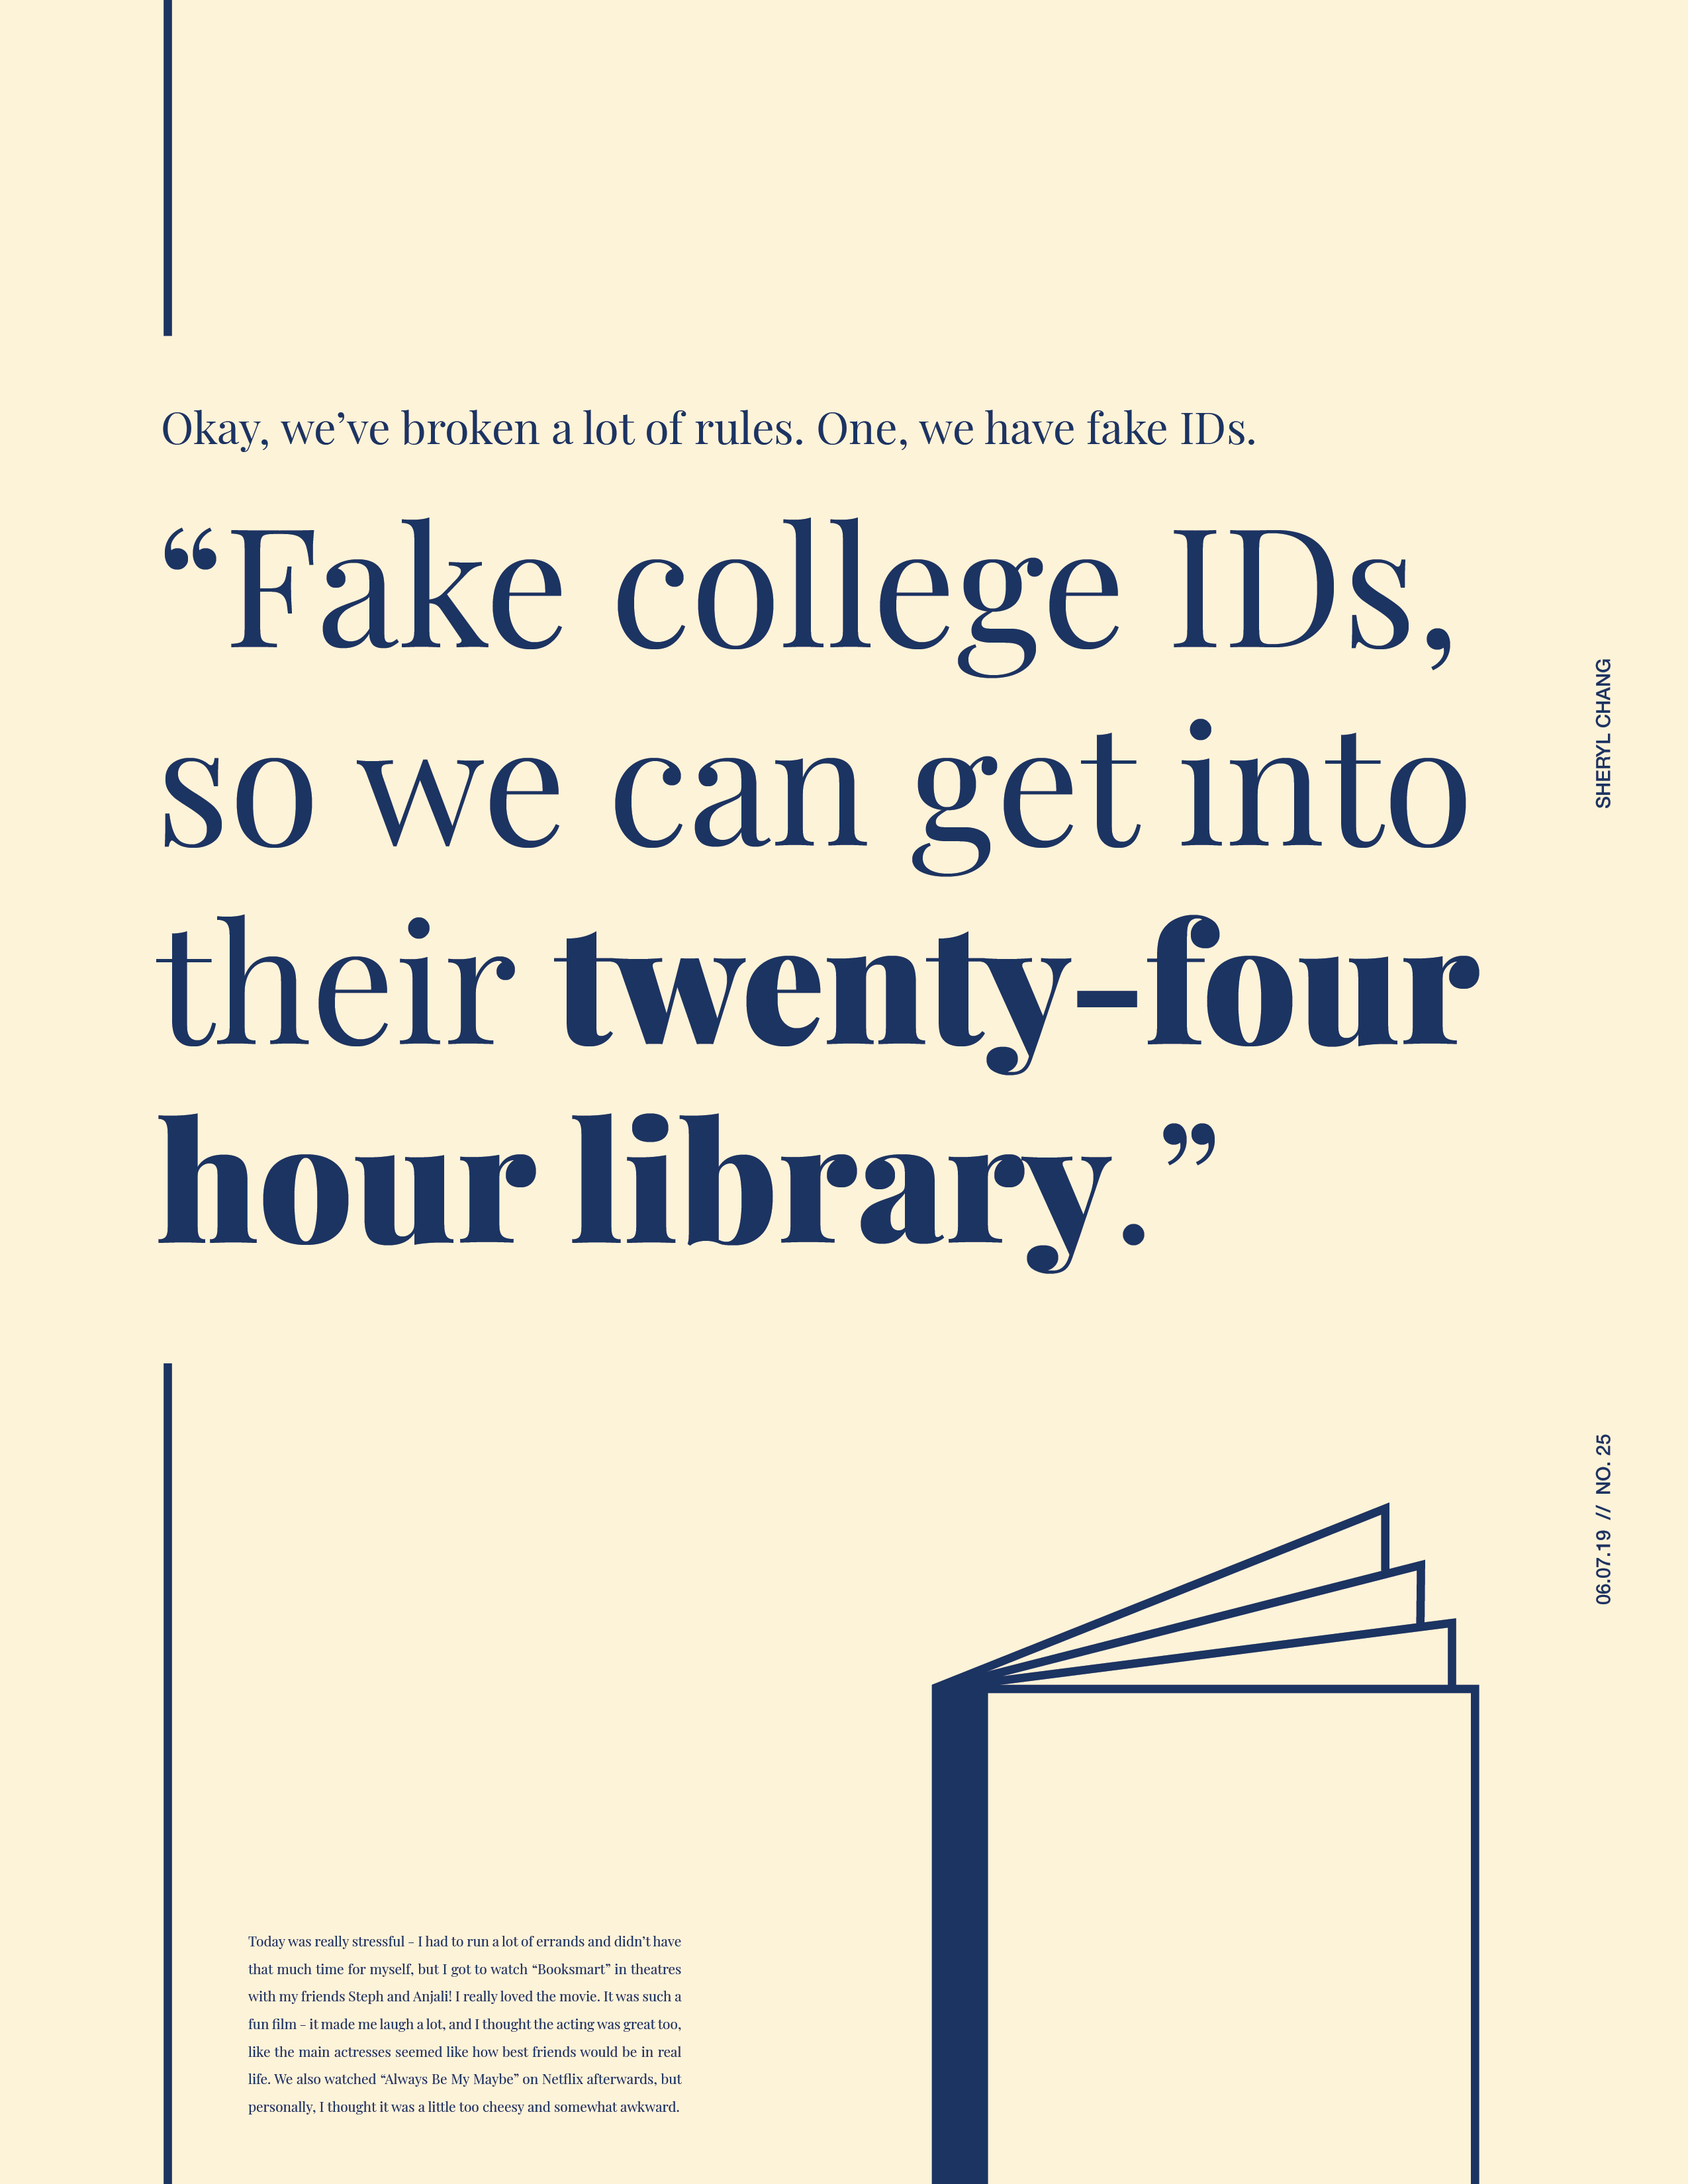 Okay, we’ve broken a lot of rules. One, we have fake IDs.
“Fake college IDs,
so we can get into
their twenty-four
hour library.”
SHERYL CHANG
06.07.19 // NO. 25
Today was really stressful – I had to run a lot of errands and didn’t have
that much time for myself, but I got to watch “Booksmart” in theatres
with my friends Steph and Anjali! I really loved the movie. It was such a
fun film – it made me laugh a lot, and I thought the acting was great too,
like the main actresses seemed like how best friends would be in real
life. We also watched “Always Be My Maybe” on Netflix afterwards, but
personally, I thought it was a little too cheesy and somewhat awkward.